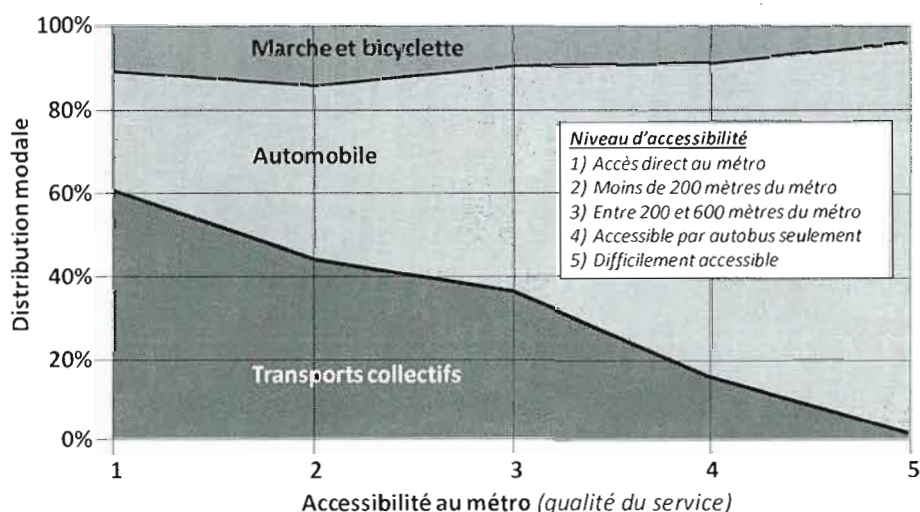 100%
80%
60%
40%
20%
0%
Distribution modale
Marche et bicyclette
Automobile
Transports collectifs
Niveau d'accessibilité
1) Accès direct au métro
2) Moins de 200 mètres du métro
3) Entre 200 et 600 mètres du métro
4) Accessible par autobus seulement
5) Difficilement accessible
1 2 3 4 5
Accessibilité au métro (qualité du service)